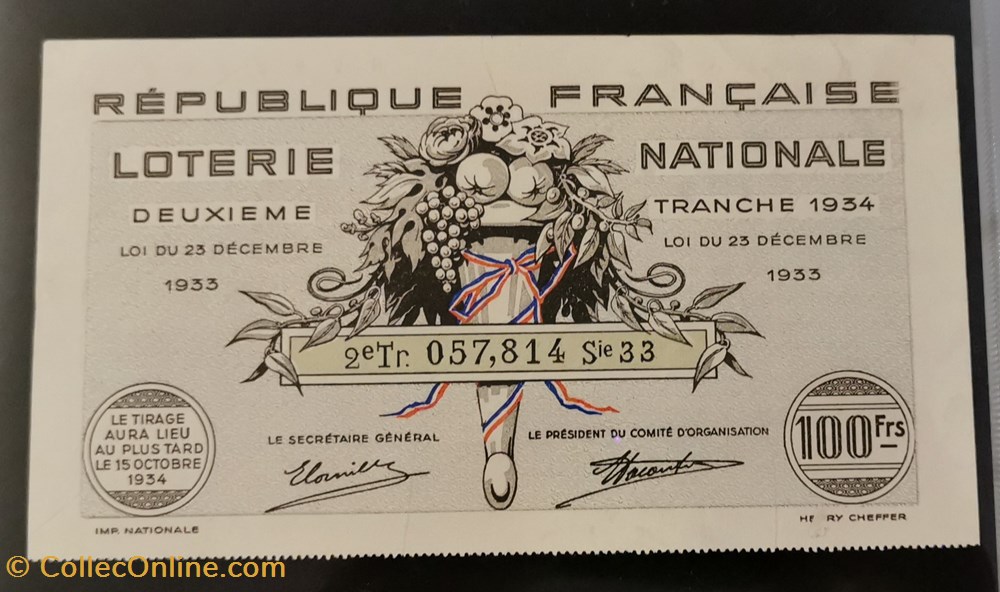 RÉPUBLIQUE FRANÇAISE
LOTERIE NATIONALE
DEUXIEME TRANCHE 1934
LOI DU 23 DÉCEMBRE
1933
LOI DU 23 DÉCEMBRE
1933
2e Tr. 057,814 Sie 33
LE TIRAGE
AURA LIEU
AU PLUS TARD
LE 15 OCTOBRE
1934
LE SECRÉTAIRE GÉNÉRAL
LE PRÉSIDENT DU COMITÉ D'ORGANISATION
100 Frs
IMP. NATIONALE
HENRY CHEFFER
© CollecOnline.com